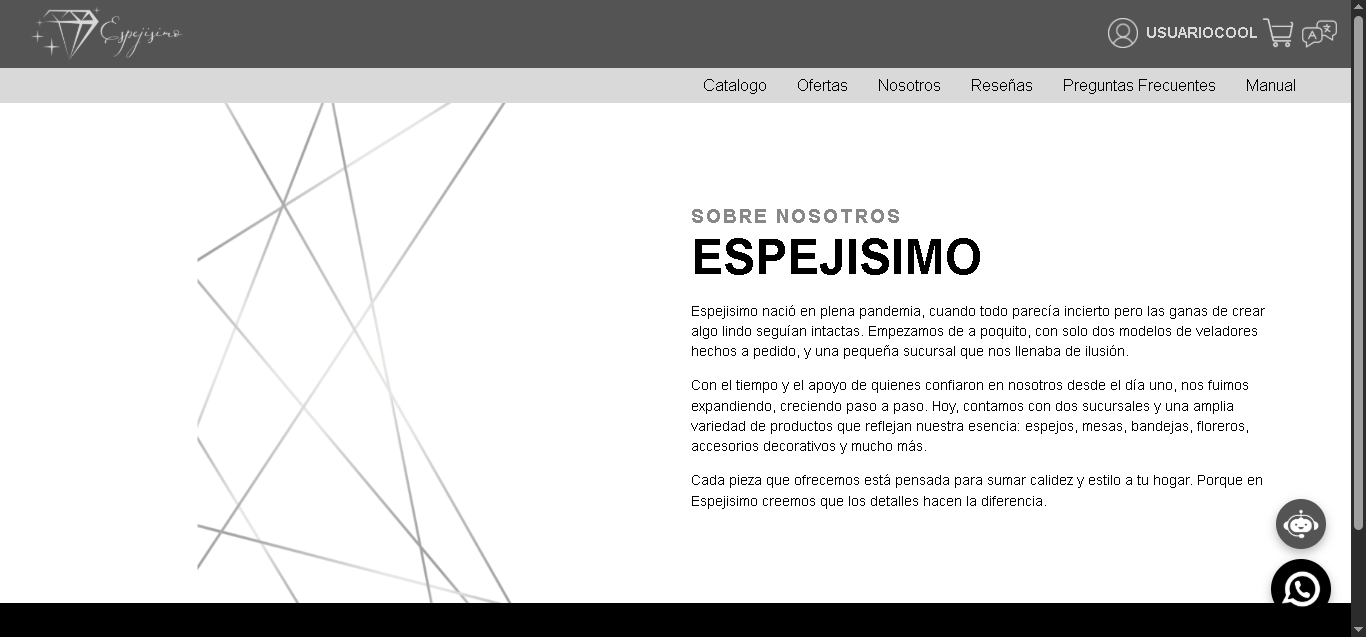 Espejisimo
USUARIOCOOL
Catalogo Ofertas Nosotros Reseñas Preguntas Frecuentes Manual
SOBRE NOSOTROS
ESPEJISIMO
Espejisimo nació en plena pandemia, cuando todo parecía incierto pero las ganas de crear
algo lindo seguían intactas. Empezamos de a poquito, con solo dos modelos de veladores
hechos a pedido, y una pequeña sucursal que nos llenaba de ilusión.
Con el tiempo y el apoyo de quienes confiaron en nosotros desde el día uno, nos fuimos
expandiendo, creciendo paso a paso. Hoy, contamos con dos sucursales y una amplia
variedad de productos que reflejan nuestra esencia: espejos, mesas, bandejas, floreros,
accesorios decorativos y mucho más.
Cada pieza que ofrecemos está pensada para sumar calidez y estilo a tu hogar. Porque en
Espejisimo creemos que los detalles hacen la diferencia.